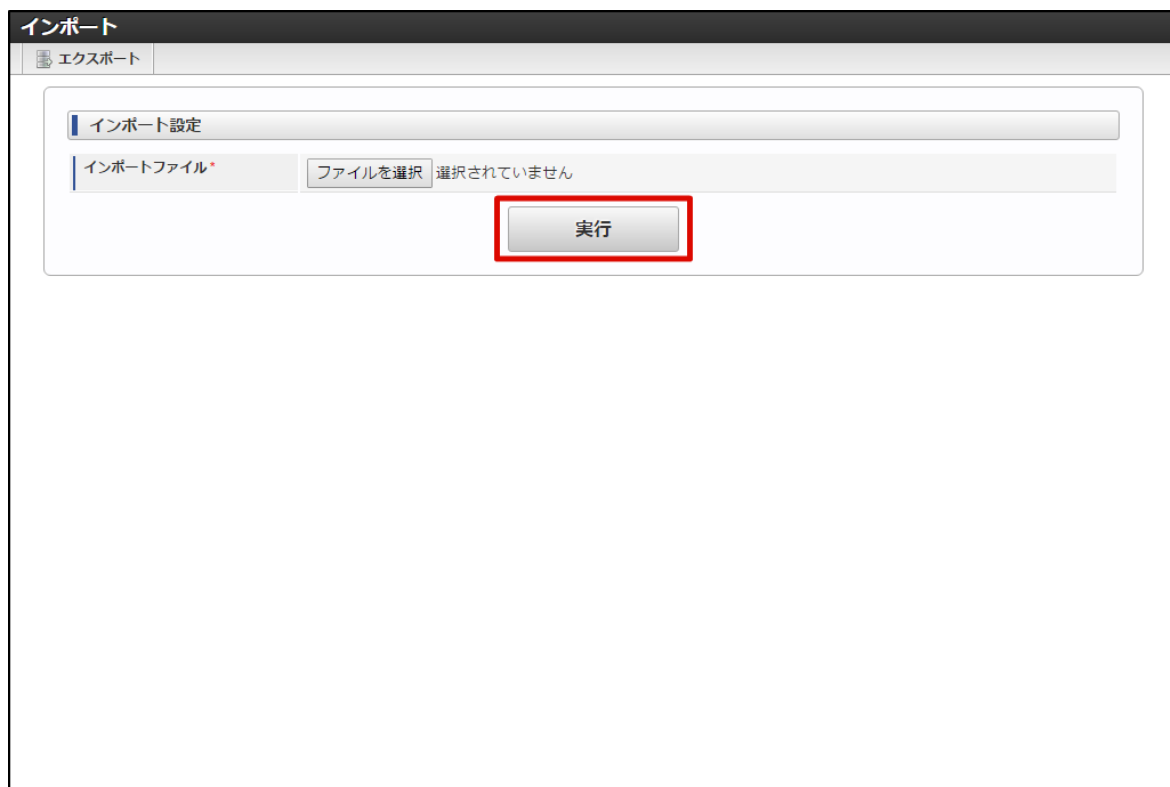 インポート
エクスポート
インポート設定
インポートファイル* ファイルを選択 選択されていません
実行